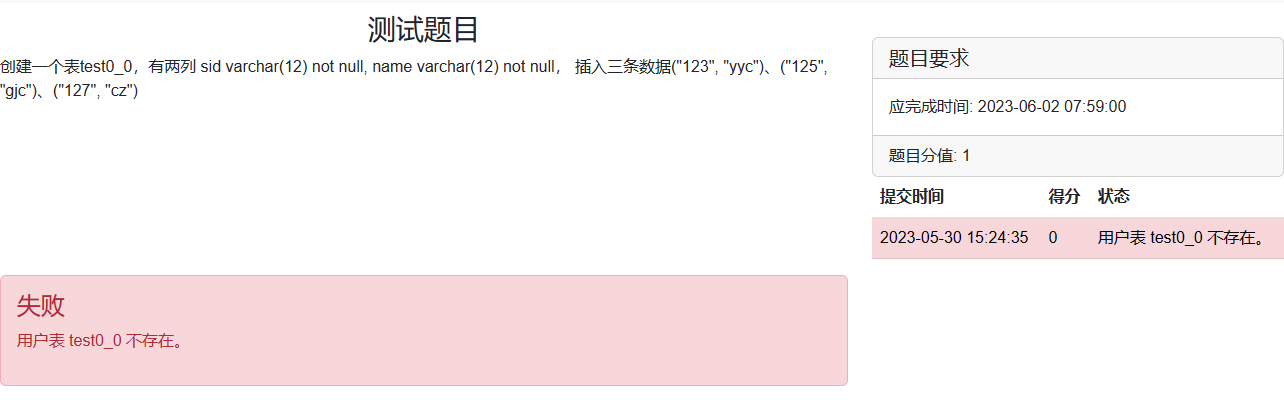 测试题目
创建一个表test0_0，有两列 sid varchar(12) not null, name varchar(12) not null， 插入三条数据("123", "yyc")、("125",
"gjc")、("127", "cz")
题目要求
应完成时间: 2023-06-02 07:59:00
题目分值: 1
提交时间 得分 状态
2023-05-30 15:24:35 0 用户表 test0_0 不存在。
失败
用户表 test0_0 不存在。